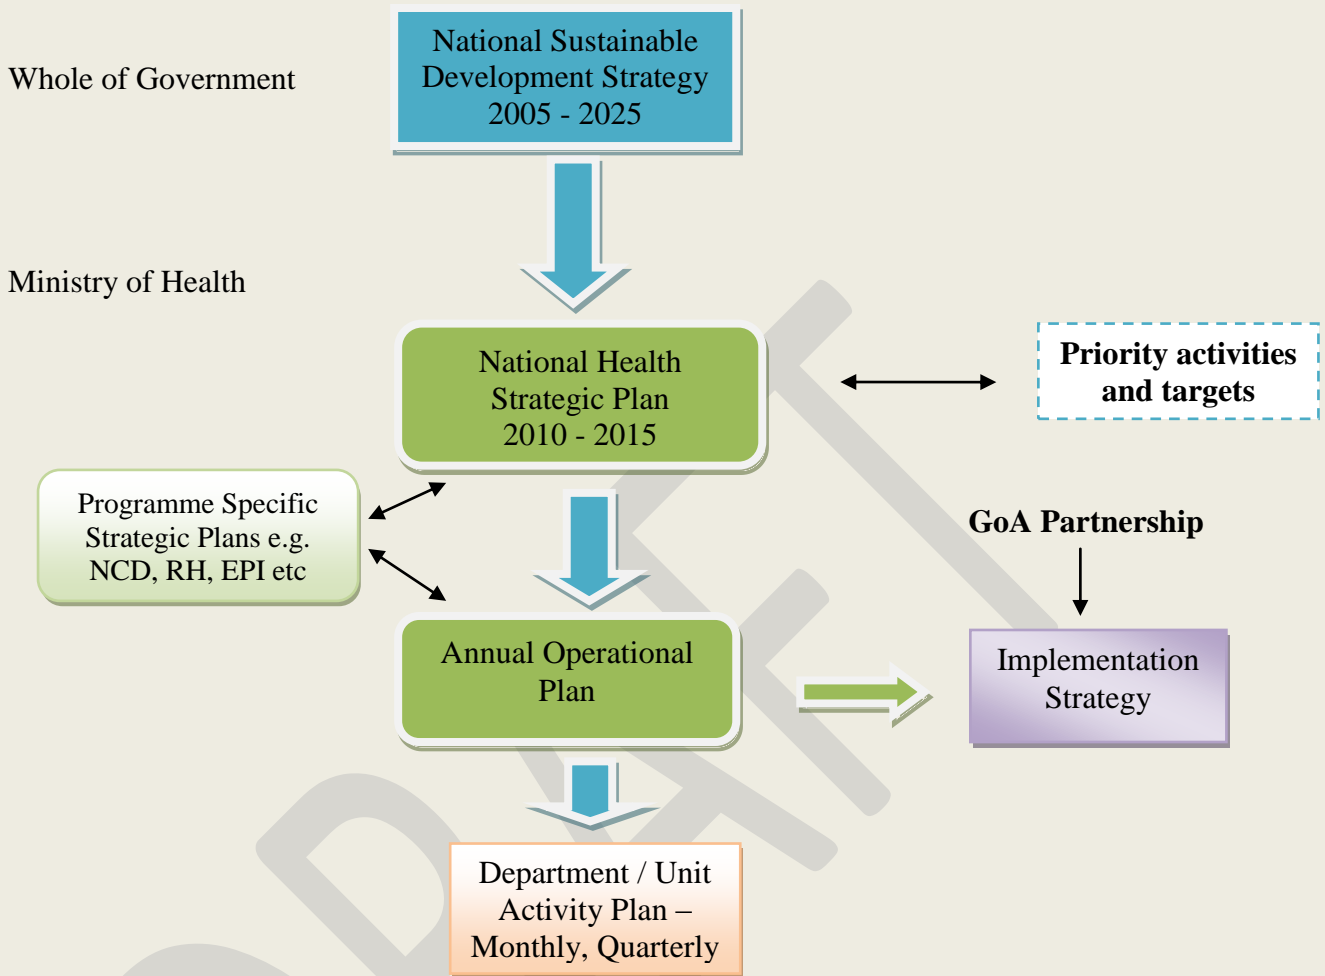 National Sustainable
Development Strategy
2005 - 2025
Whole of Government
Ministry of Health
National Health
Strategic Plan
2010 - 2015
Priority activities
and targets
Programme Specific
Strategic Plans e.g.
NCD, RH, EPI etc
GoA Partnership
Annual Operational
Plan
Implementation
Strategy
Department / Unit
Activity Plan –
Monthly, Quarterly
DRAFT